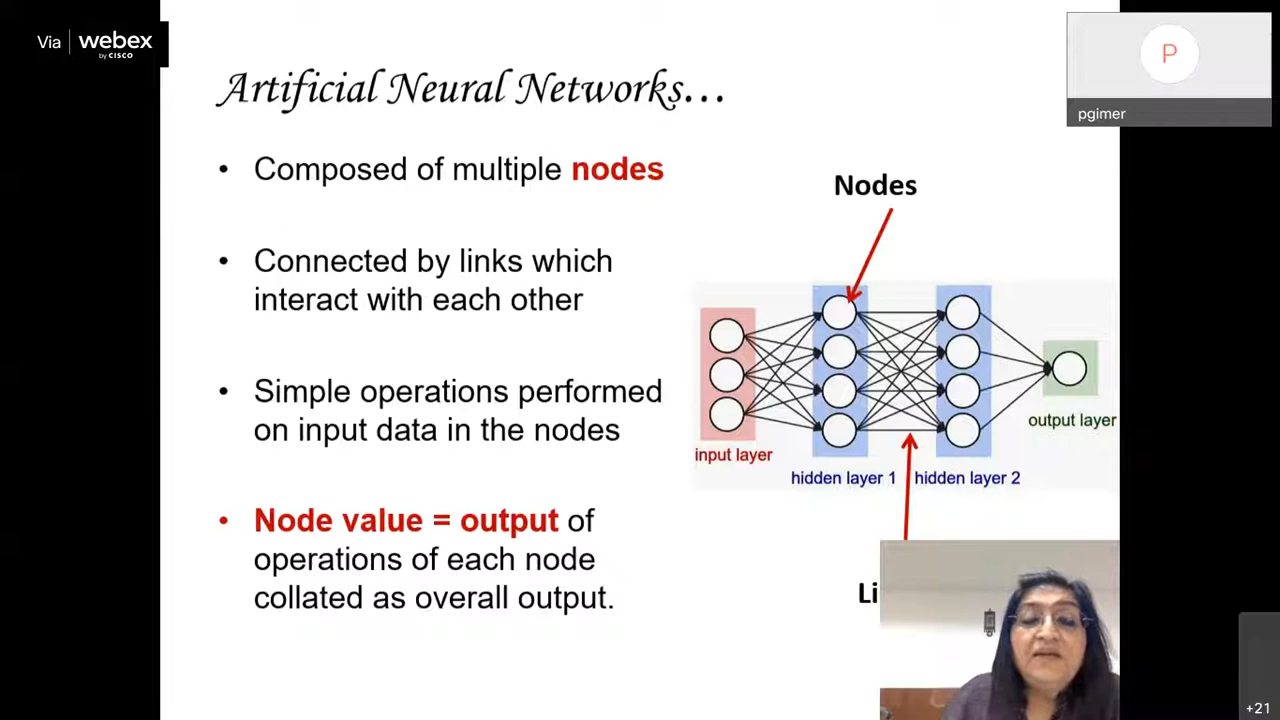 Via webex
by CISCO
P
pgimer
Artificial Neural Networks...
• Composed of multiple nodes
• Connected by links which
interact with each other
• Simple operations performed
on input data in the nodes
• Node value = output of
operations of each node
collated as overall output.
Nodes
input layer
hidden layer 1
hidden layer 2
output layer
+21